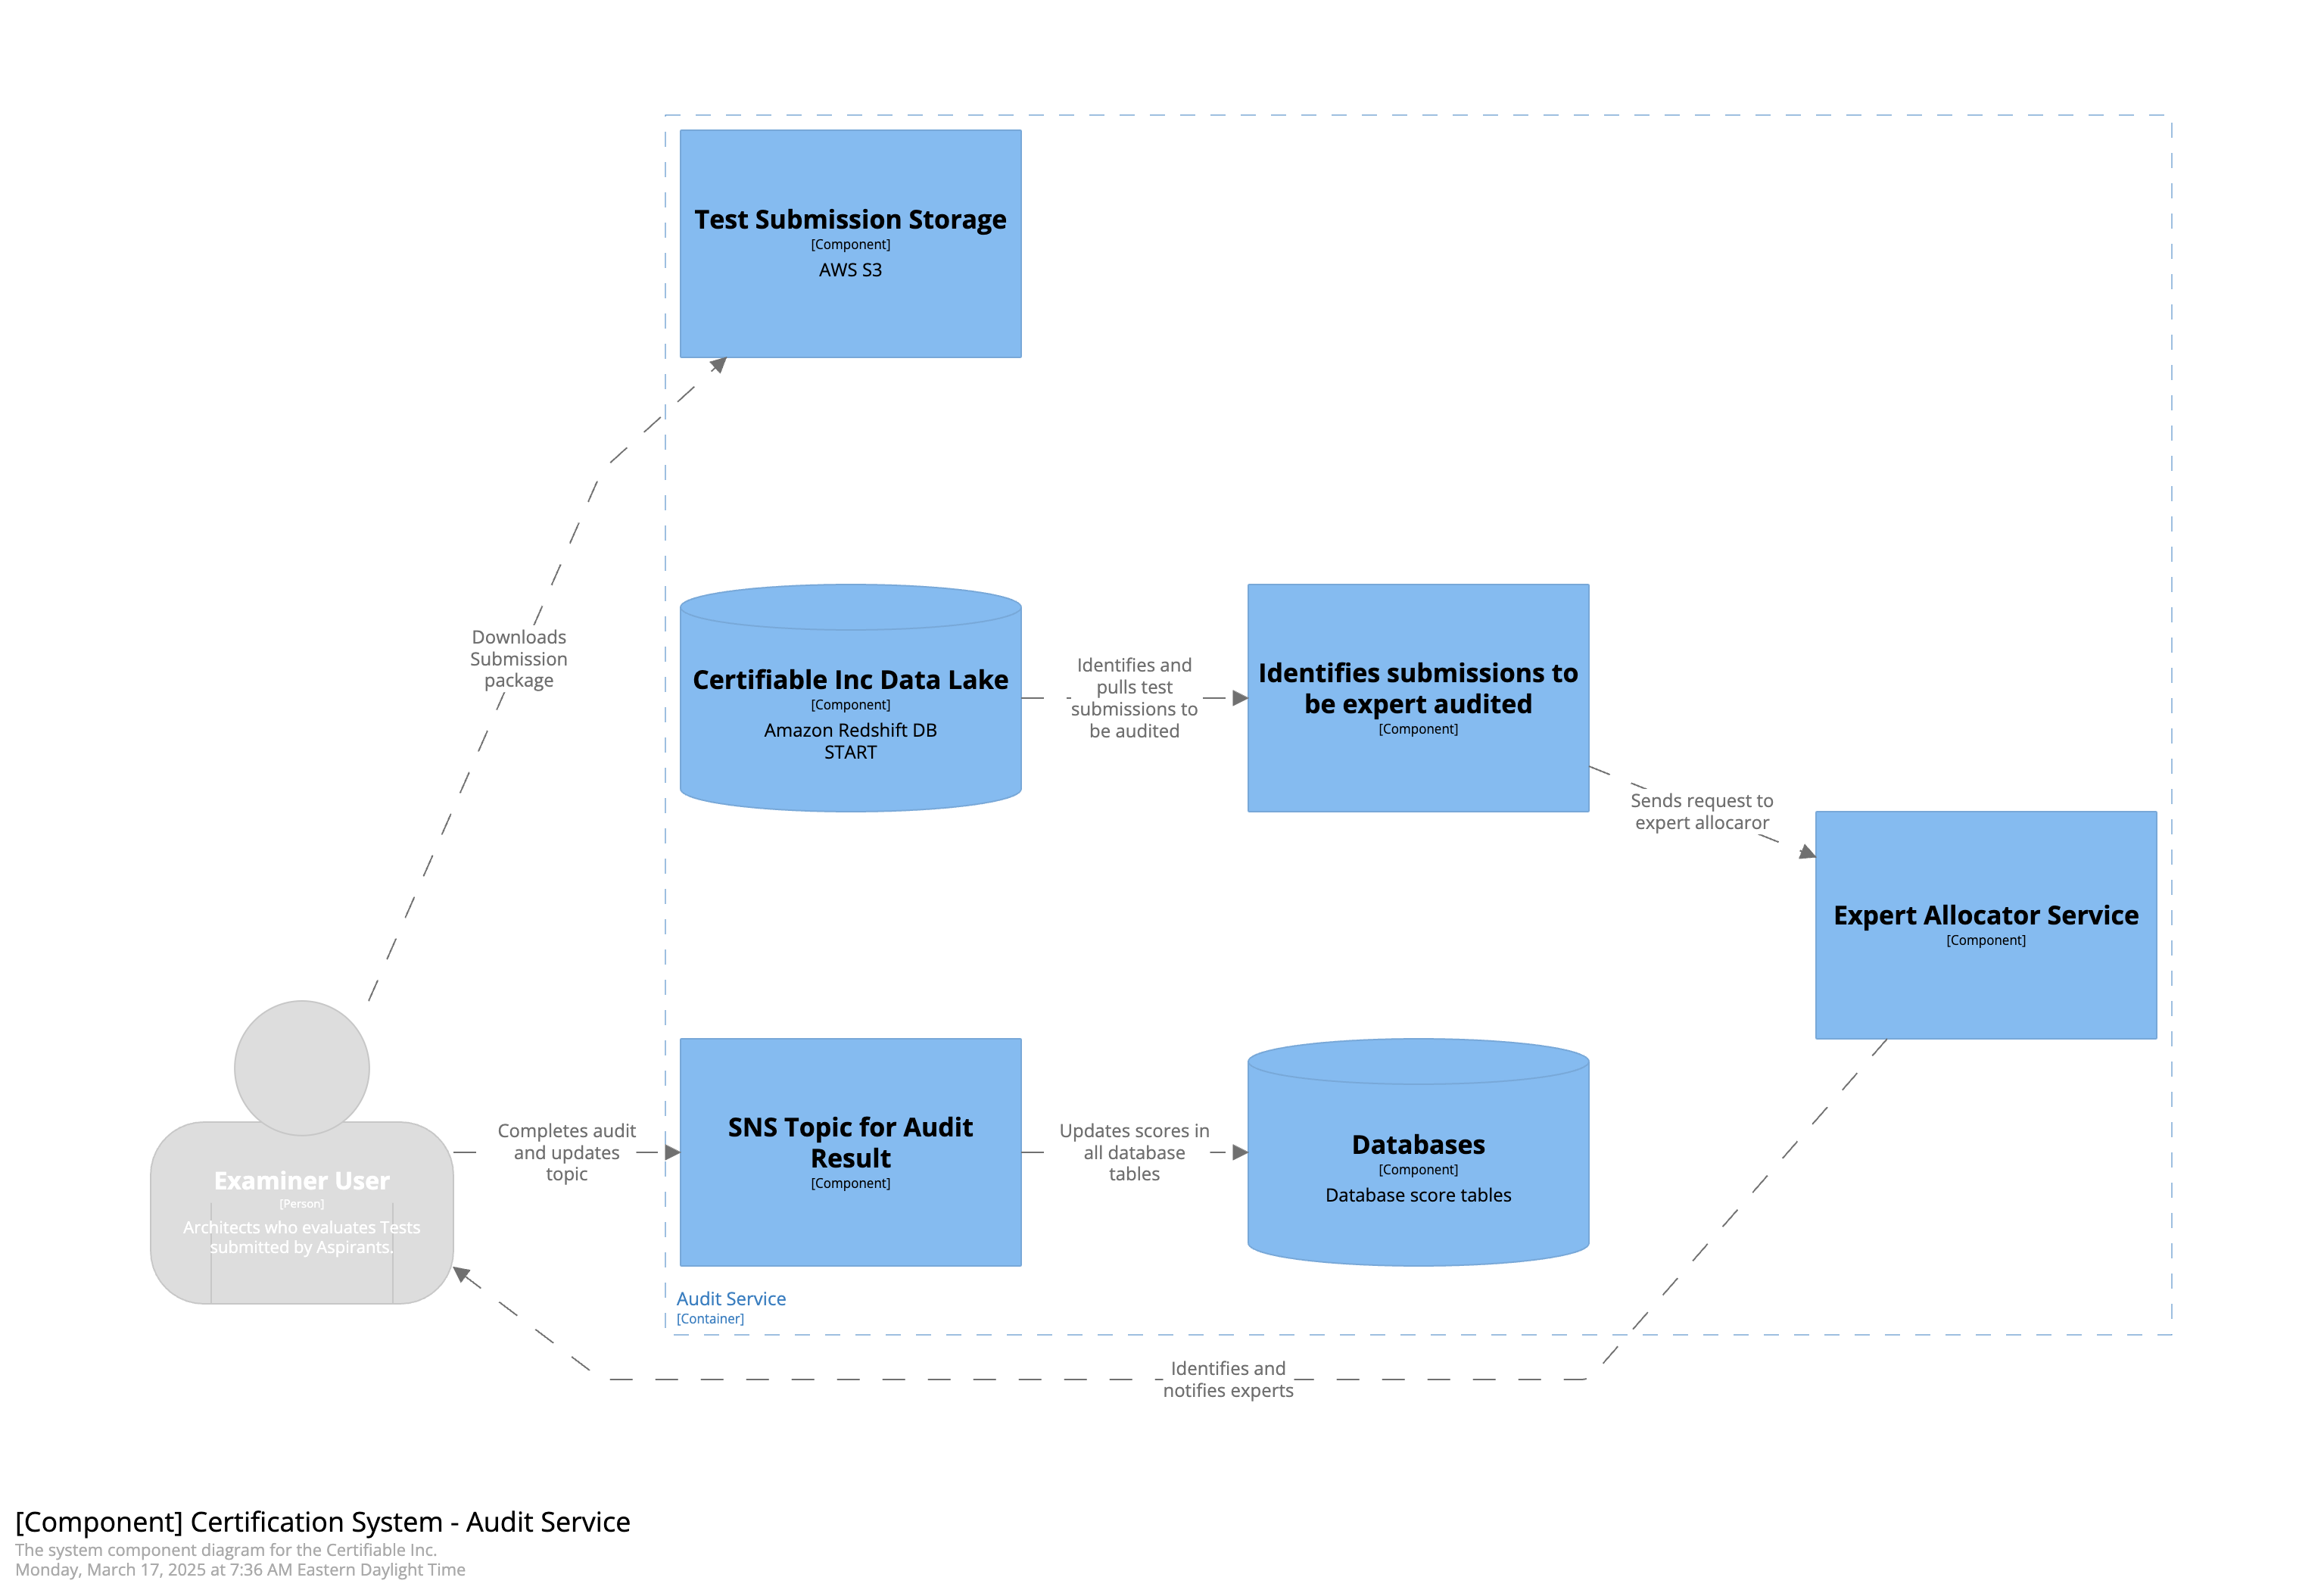 Test Submission Storage
[Component]
AWS S3
Downloads
Submission
package
Certifiable Inc Data Lake
[Component]
Amazon Redshift DB
START
Identifies and
pulls test
submissions to
be audited
Identifies submissions to
be expert audited
[Component]
Sends request to
expert allocaror
Expert Allocator Service
[Component]
Examiner User
[Person]
Architects who evaluates Tests
submitted by Aspirants.
Completes audit
and updates
topic
SNS Topic for Audit
Result
[Component]
Updates scores in
all database
tables
Databases
[Component]
Database score tables
Audit Service
[Container]
Identifies and
notifies experts
[Component] Certification System - Audit Service
The system component diagram for the Certifiable Inc.
Monday, March 17, 2025 at 7:36 AM Eastern Daylight Time